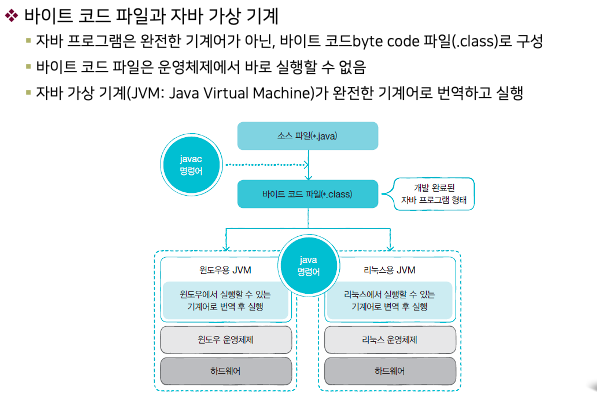 ❖ 바이트 코드 파일과 자바 가상 기계
▪ 자바 프로그램은 완전한 기계어가 아닌, 바이트 코드byte code 파일(.class)로 구성
▪ 바이트 코드 파일은 운영체제에서 바로 실행할 수 없음
▪ 자바 가상 기계(JVM: Java Virtual Machine)가 완전한 기계어로 번역하고 실행
소스 파일(*.java)
javac
명령어
바이트 코드 파일(*.class)
개발 완료된
자바 프로그램 형태
java
명령어
윈도우용 JVM
윈도우에서 실행할 수 있는
기계어로 번역 후 실행
윈도우 운영체제
하드웨어
리눅스용 JVM
리눅스에서 실행할 수 있는
기계어로 변역 후 실행
리눅스 운영체제
하드웨어